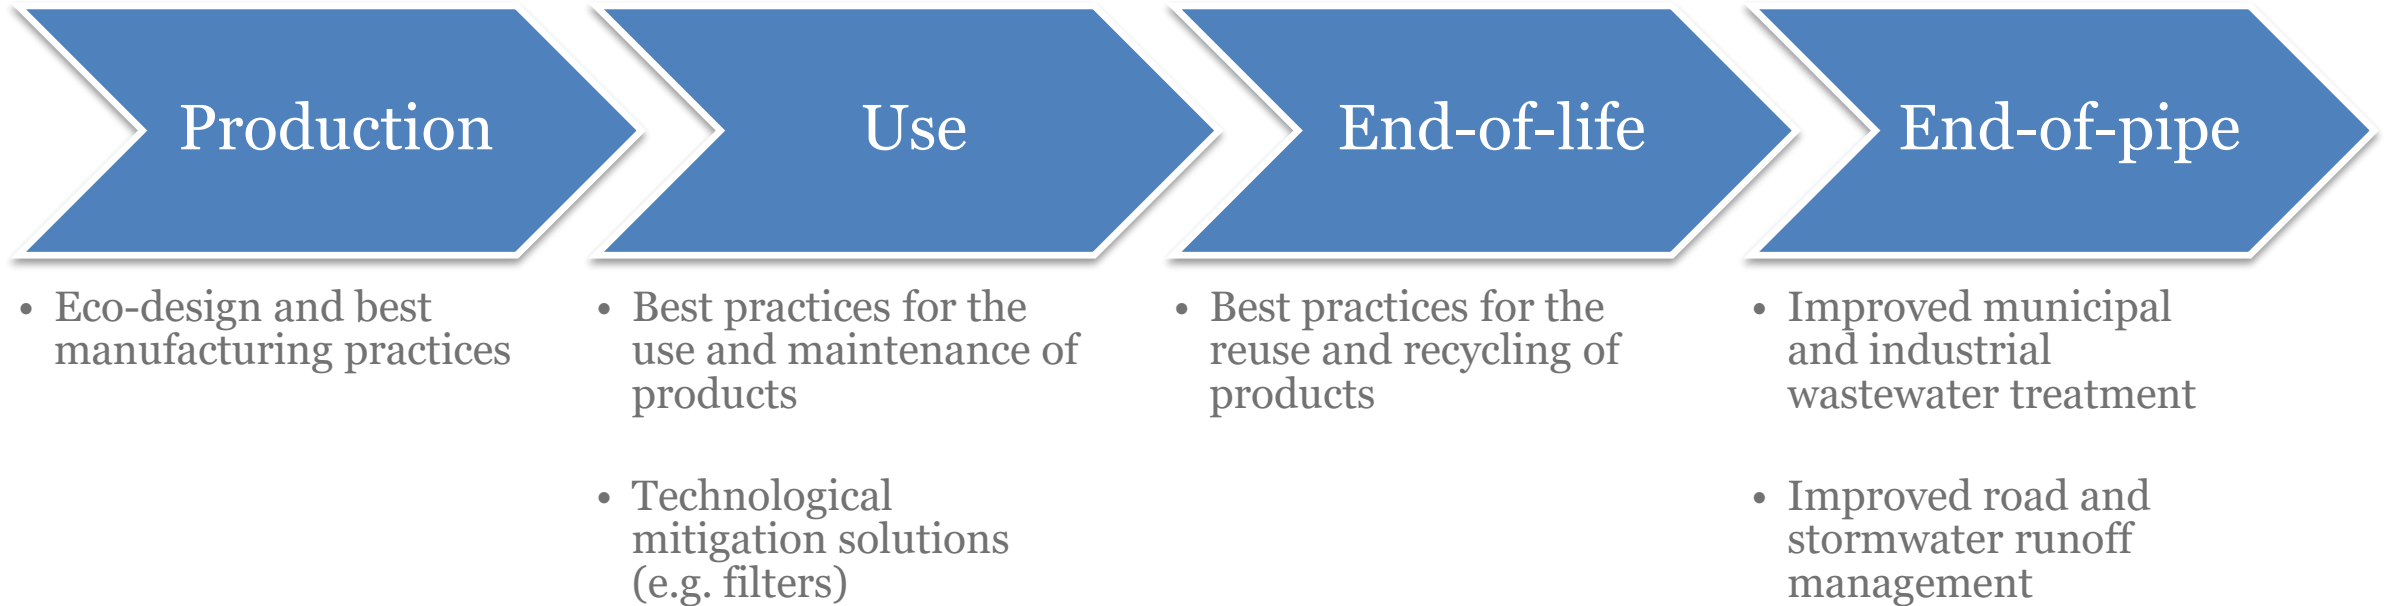 Production
Use
End-of-life
End-of-pipe
• Eco-design and best
manufacturing practices
• Best practices for the
use and maintenance of
products
• Technological
mitigation solutions
(e.g. filters)
• Best practices for the
reuse and recycling of
products
• Improved municipal
and industrial
wastewater treatment
• Improved road and
stormwater runoff
management